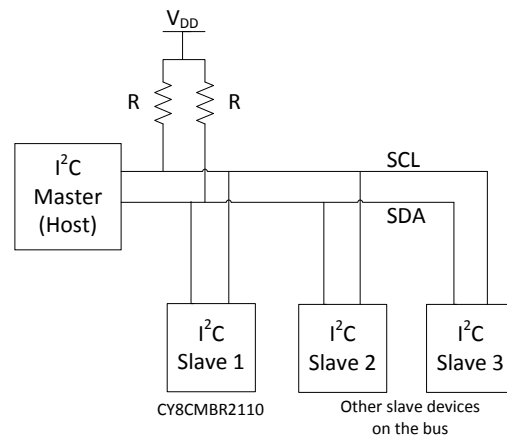 V_DD
R R
I²C
Master
(Host)
SCL
SDA
I²C
Slave 1
I²C
Slave 2
I²C
Slave 3
CY8CMBR2110
Other slave devices
on the bus